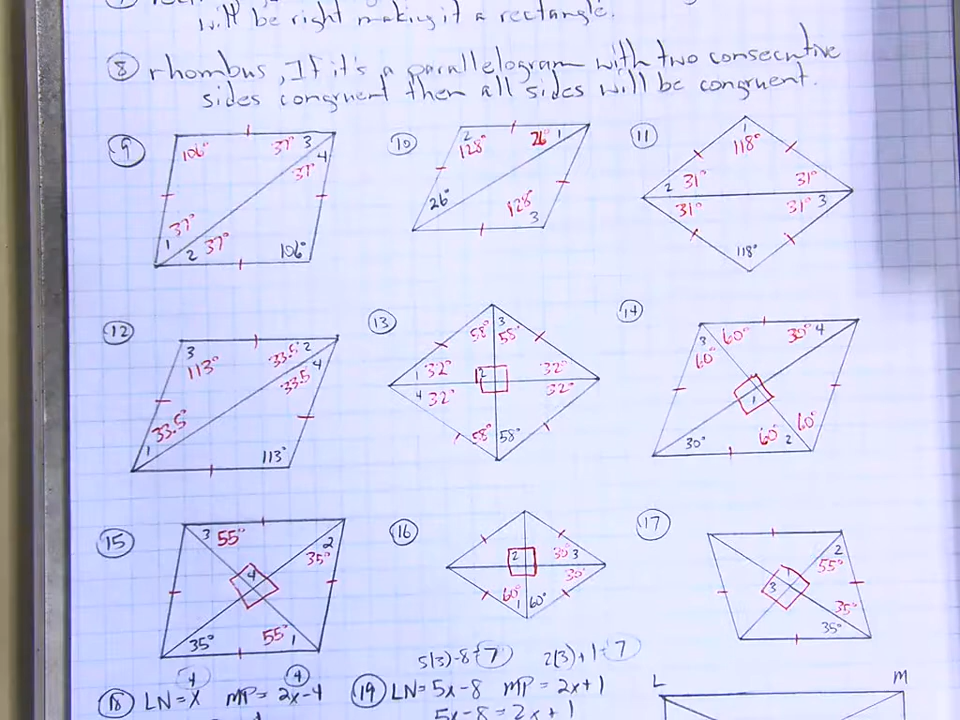 will be right making it a rectangle.
⑧ rhombus, If it's a parallelogram with two consecutive
sides congruent then all sides will be congruent.
⑨ 106° 37° 3 4 37° 37° 1 2 37° 106°
⑩ 2 128° 26° 1 26° 128° 3
⑪ 1 118° 2 31° 31° 31° 31° 3 118°
⑫ 3 113° 33.5° 2 33.5 4 33.5° 1 113°
⑬ 58° 3 58° 1 32° 2 32° 4 32° 32° 58° 58°
⑭ 3 60° 60° 30° 4 1 30° 60° 2 60°
⑮ 3 55° 2 35° 4 35° 55° 1
⑯ 2 30° 3 30° 60° 1 60°
⑰ 2 55° 1 3 35° 35°
5(3)-8=7 2(3)+1=7
4 4
⑱ LN=X MP=2x-4 ⑲ LN=5x-8 MP=2x+1
5x-8=2x+1
L M